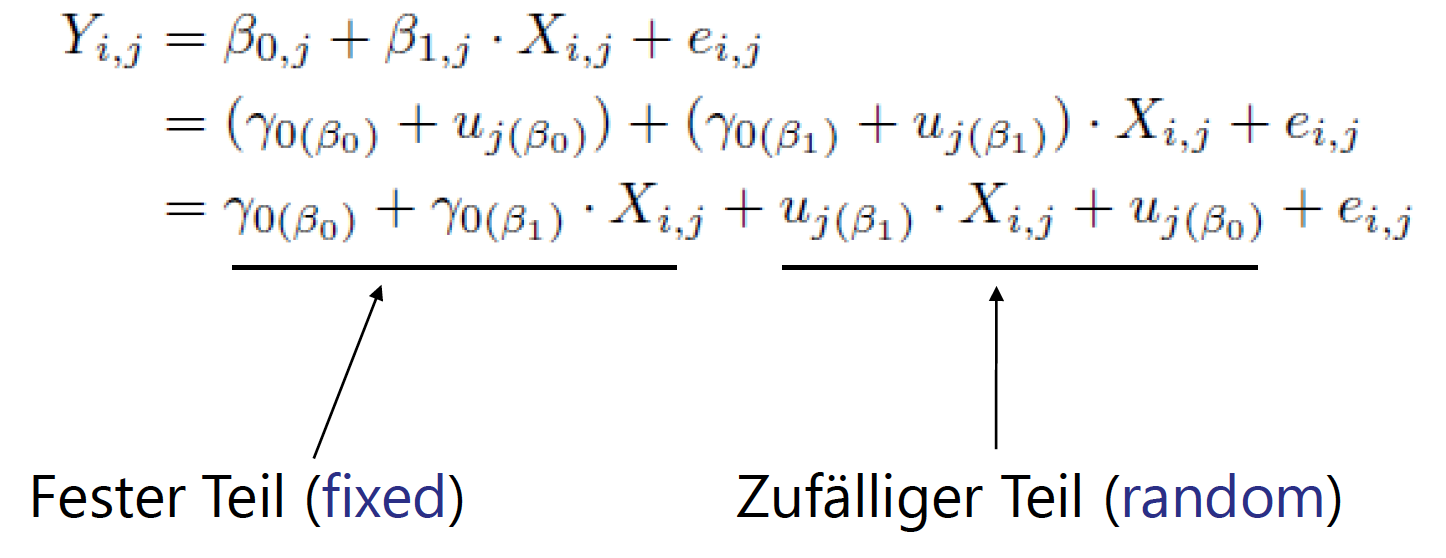 Y_{i,j} = β_{0,j} + β_{1,j} · X_{i,j} + e_{i,j}
= (γ_{0(β_0)} + u_{j(β_0)}) + (γ_{0(β_1)} + u_{j(β_1)}) · X_{i,j} + e_{i,j}
= γ_{0(β_0)} + γ_{0(β_1)} · X_{i,j} + u_{j(β_1)} · X_{i,j} + u_{j(β_0)} + e_{i,j}
Fester Teil (fixed)
Zufälliger Teil (random)